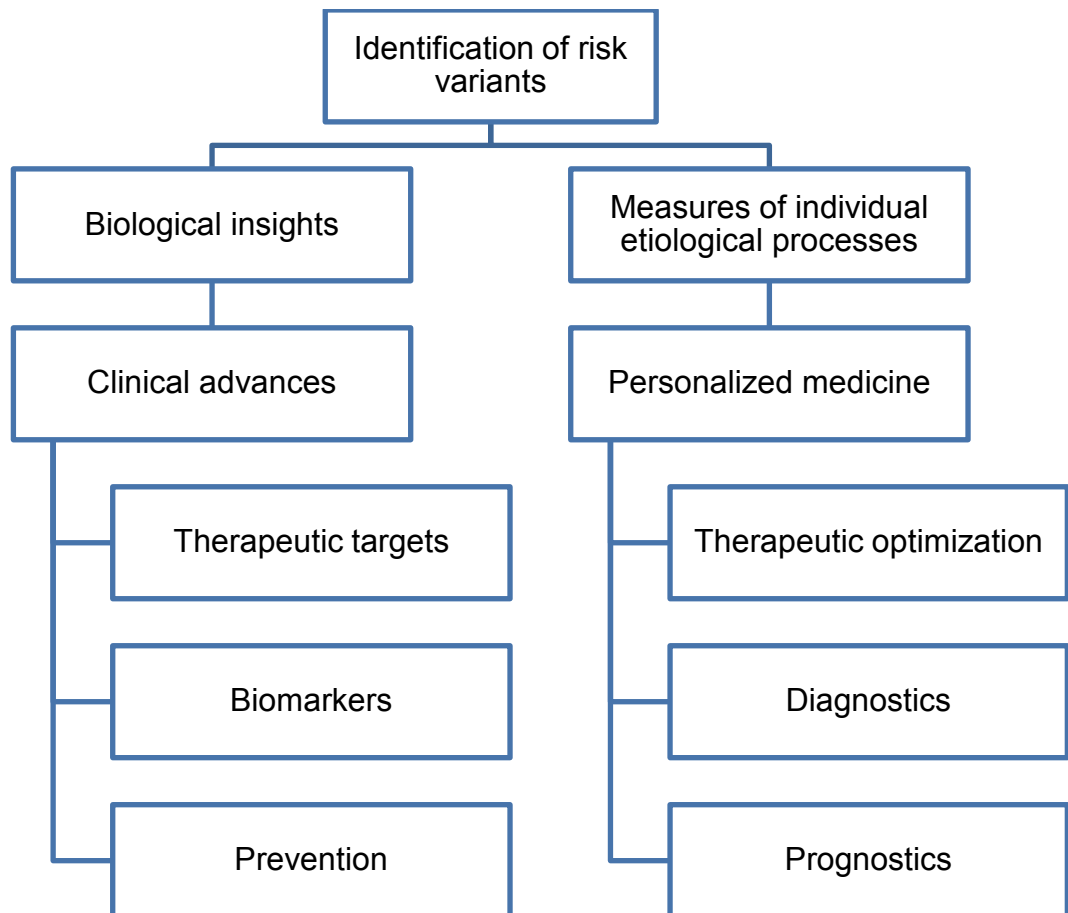 Identification of risk
variants
Biological insights
Measures of individual
etiological processes
Clinical advances
Personalized medicine
Therapeutic targets
Therapeutic optimization
Biomarkers
Diagnostics
Prevention
Prognostics